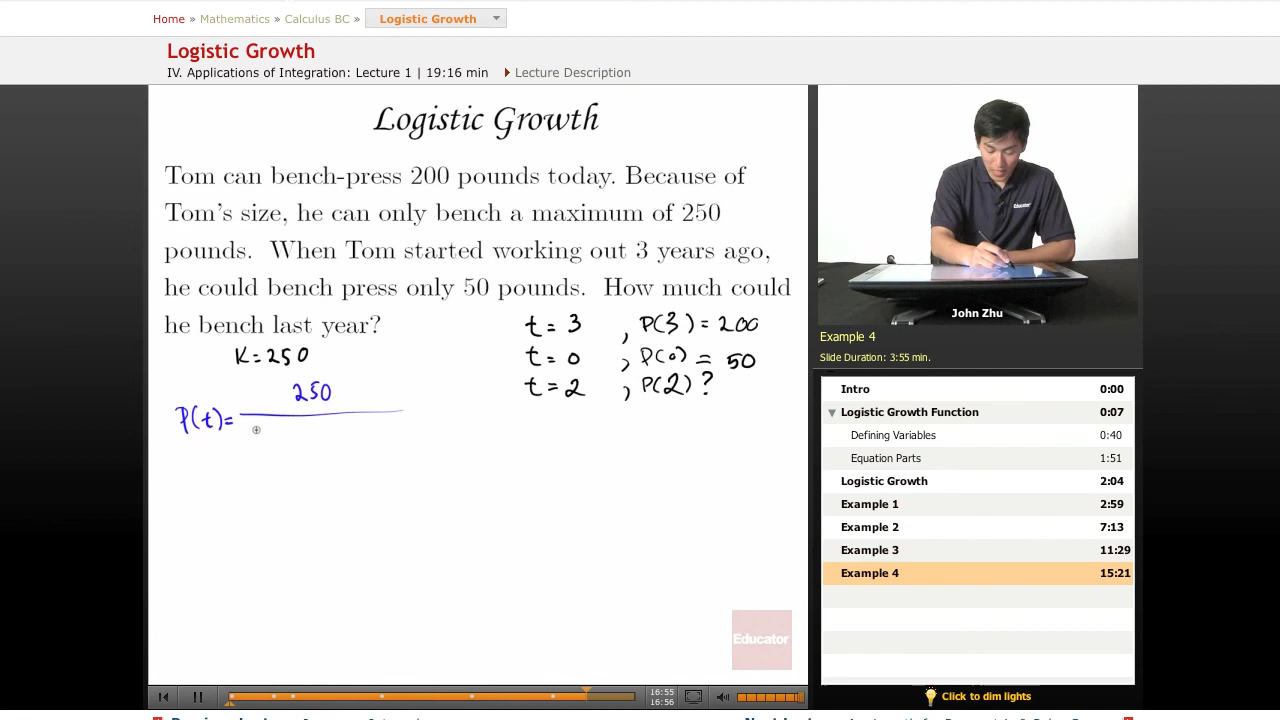 Home » Mathematics » Calculus BC » Logistic Growth
Logistic Growth
IV. Applications of Integration: Lecture 1 | 19:16 min Lecture Description
Logistic Growth
Tom can bench-press 200 pounds today. Because of
Tom's size, he can only bench a maximum of 250
pounds. When Tom started working out 3 years ago,
he could bench press only 50 pounds. How much could
he bench last year?
t = 3 , P(3) = 200
K = 250
t = 0 , P(0) = 50
t = 2 , P(2) ?
250
P(t) =
Educator
Educator
John Zhu
Example 4
Slide Duration: 3:55 min.
Intro 0:00
Logistic Growth Function 0:07
Defining Variables 0:40
Equation Parts 1:51
Logistic Growth 2:04
Example 1 2:59
Example 2 7:13
Example 3 11:29
Example 4 15:21
16:55
16:56
Click to dim lights